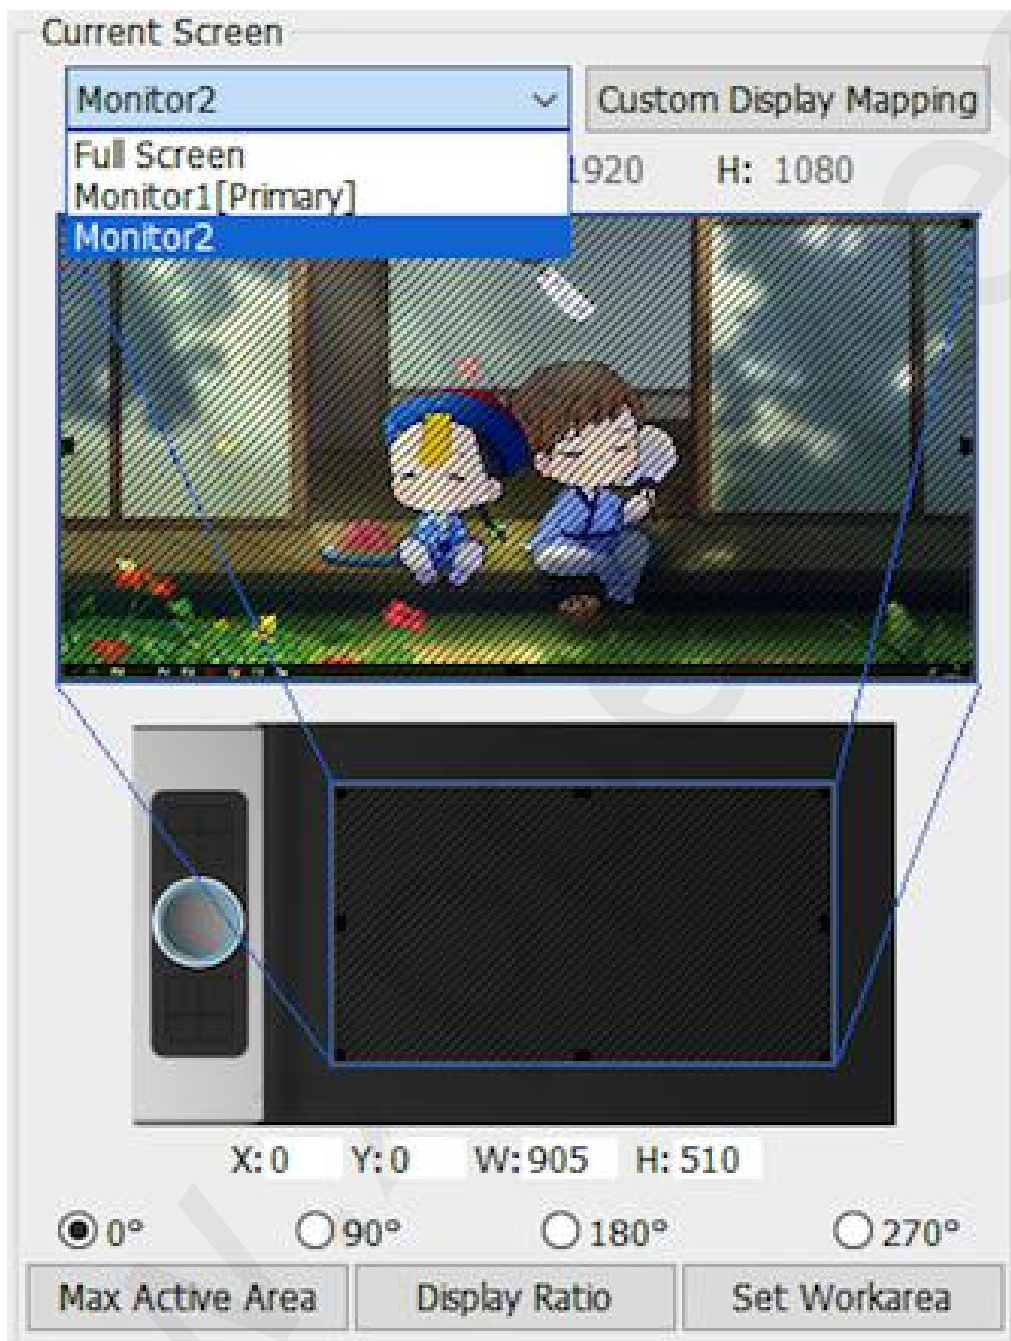 Current Screen
Monitor2
Custom Display Mapping
Full Screen
1920 H: 1080
Monitor1[Primary]
Monitor2
X: 0 Y: 0 W: 905 H: 510
0° 90° 180° 270°
Max Active Area Display Ratio Set Workarea